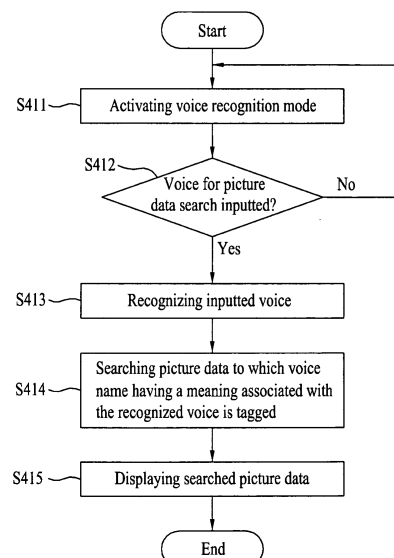 Start
S411
Activating voice recognition mode
S412
Voice for picture
data search inputted?
No
Yes
S413
Recognizing inputted voice
S414
Searching picture data to which voice
name having a meaning associated with
the recognized voice is tagged
S415
Displaying searched picture data
End